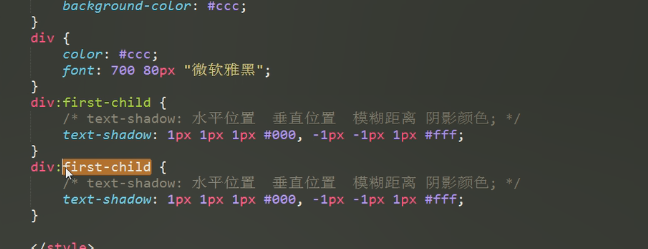 background-color: #ccc;
}
div {
color: #ccc;
font: 700 80px "微软雅黑";
}
div:first-child {
/* text-shadow: 水平位置 垂直位置 模糊距离 阴影颜色; */
text-shadow: 1px 1px 1px #000, -1px -1px 1px #fff;
}
div:first-child {
/* text-shadow: 水平位置 垂直位置 模糊距离 阴影颜色; */
text-shadow: 1px 1px 1px #000, -1px -1px 1px #fff;
}
</style>